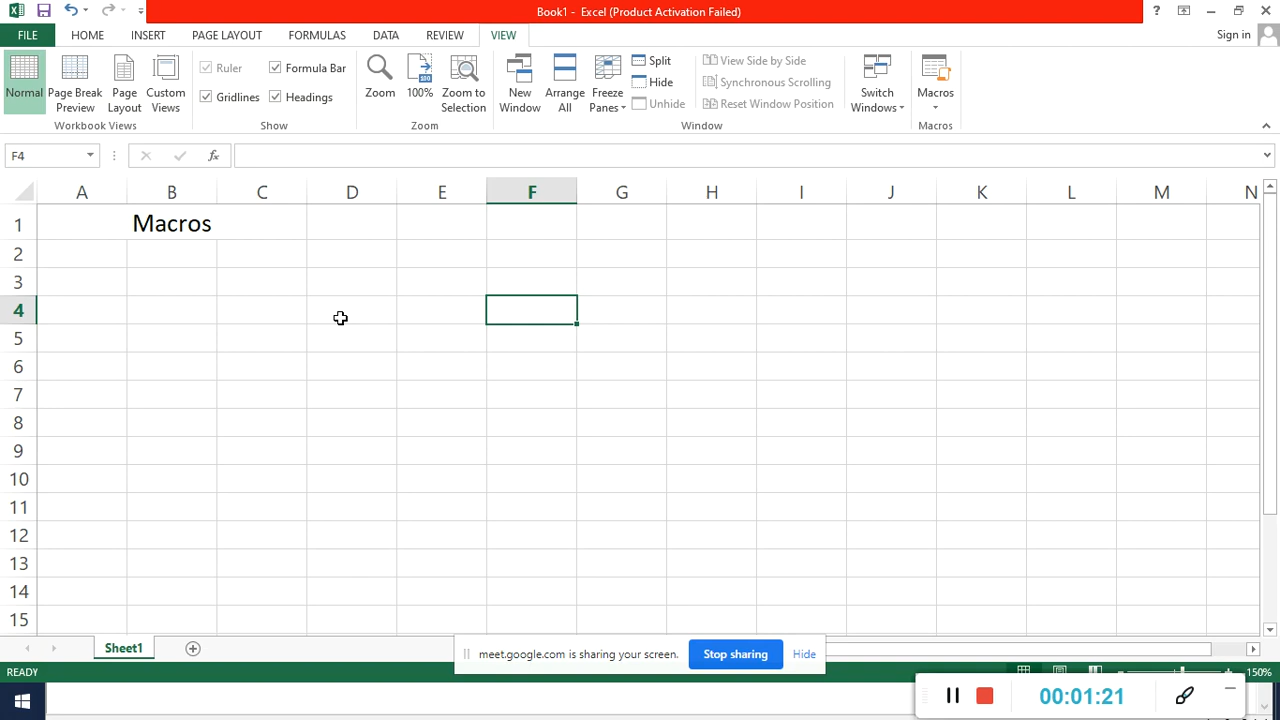 Book1 - Excel (Product Activation Failed)
?
FILE HOME INSERT PAGE LAYOUT FORMULAS DATA REVIEW VIEW Sign in
Normal Page Break Preview Page Layout Custom Views
Workbook Views
Ruler Formula Bar
Gridlines Headings
Show
Zoom 100% Zoom to Selection
Zoom
New Window Arrange All Freeze Panes
Split
Hide
Unhide
View Side by Side
Synchronous Scrolling
Reset Window Position
Switch Windows
Window
Macros
Macros
F4 fx
A B C D E F G H I J K L M N
1 Macros
2
3
4
5
6
7
8
9
10
11
12
13
14
15
Sheet1
meet.google.com is sharing your screen. Stop sharing Hide
READY 150%
00:01:21